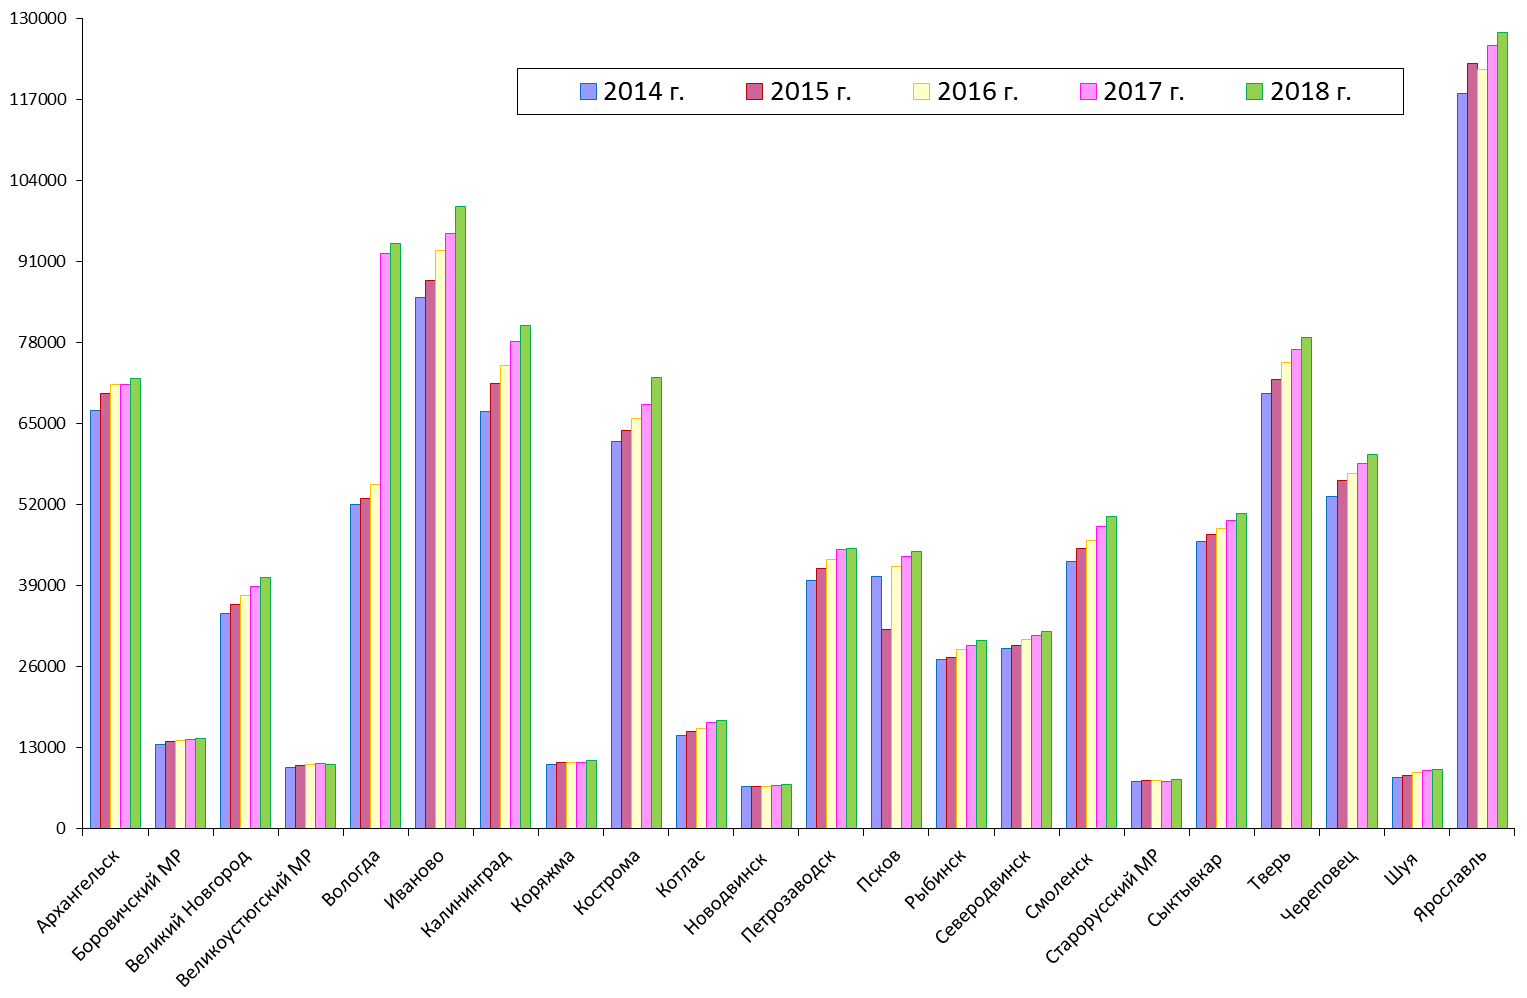 130000
117000
104000
91000
78000
65000
52000
39000
26000
13000
0
2014 г. 2015 г. 2016 г. 2017 г. 2018 г.
Архангельск
Боровичский МР
Великий Новгород
Великоустюгский МР
Вологда
Иваново
Калининград
Коряжма
Кострома
Котлас
Новодвинск
Петрозаводск
Псков
Рыбинск
Северодвинск
Смоленск
Старорусский МР
Сыктывкар
Тверь
Череповец
Шуя
Ярославль